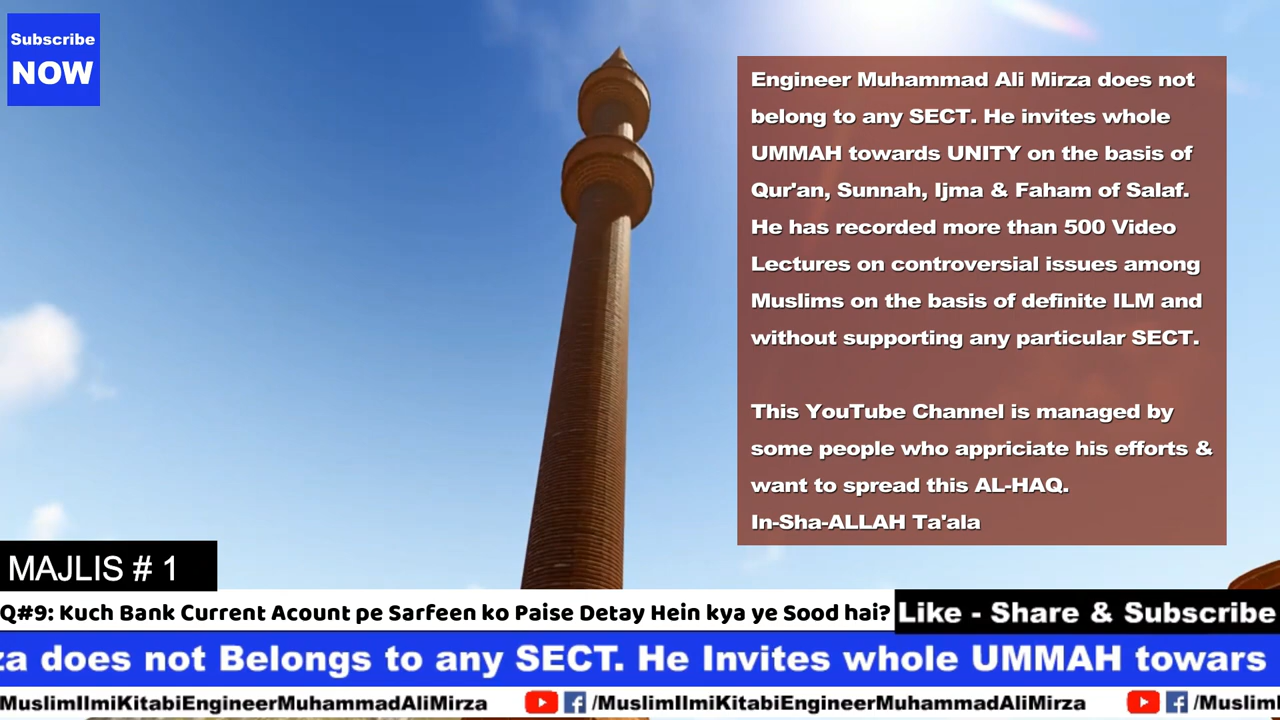 Subscribe
NOW
Engineer Muhammad Ali Mirza does not
belong to any SECT. He invites whole
UMMAH towards UNITY on the basis of
Qur'an, Sunnah, Ijma & Faham of Salaf.
He has recorded more than 500 Video
Lectures on controversial issues among
Muslims on the basis of definite ILM and
without supporting any particular SECT.
This YouTube Channel is managed by
some people who appriciate his efforts &
want to spread this AL-HAQ.
In-Sha-ALLAH Ta'ala
MAJLIS # 1
Q#9: Kuch Bank Current Acount pe Sarfeen ko Paise Detay Hein kya ye Sood hai? Like - Share & Subscribe
za does not Belongs to any SECT. He Invites whole UMMAH towars
MuslimIlmiKitabiEngineerMuhammadAliMirza /MuslimIlmiKitabiEngineerMuhammadAliMirza /MuslimI